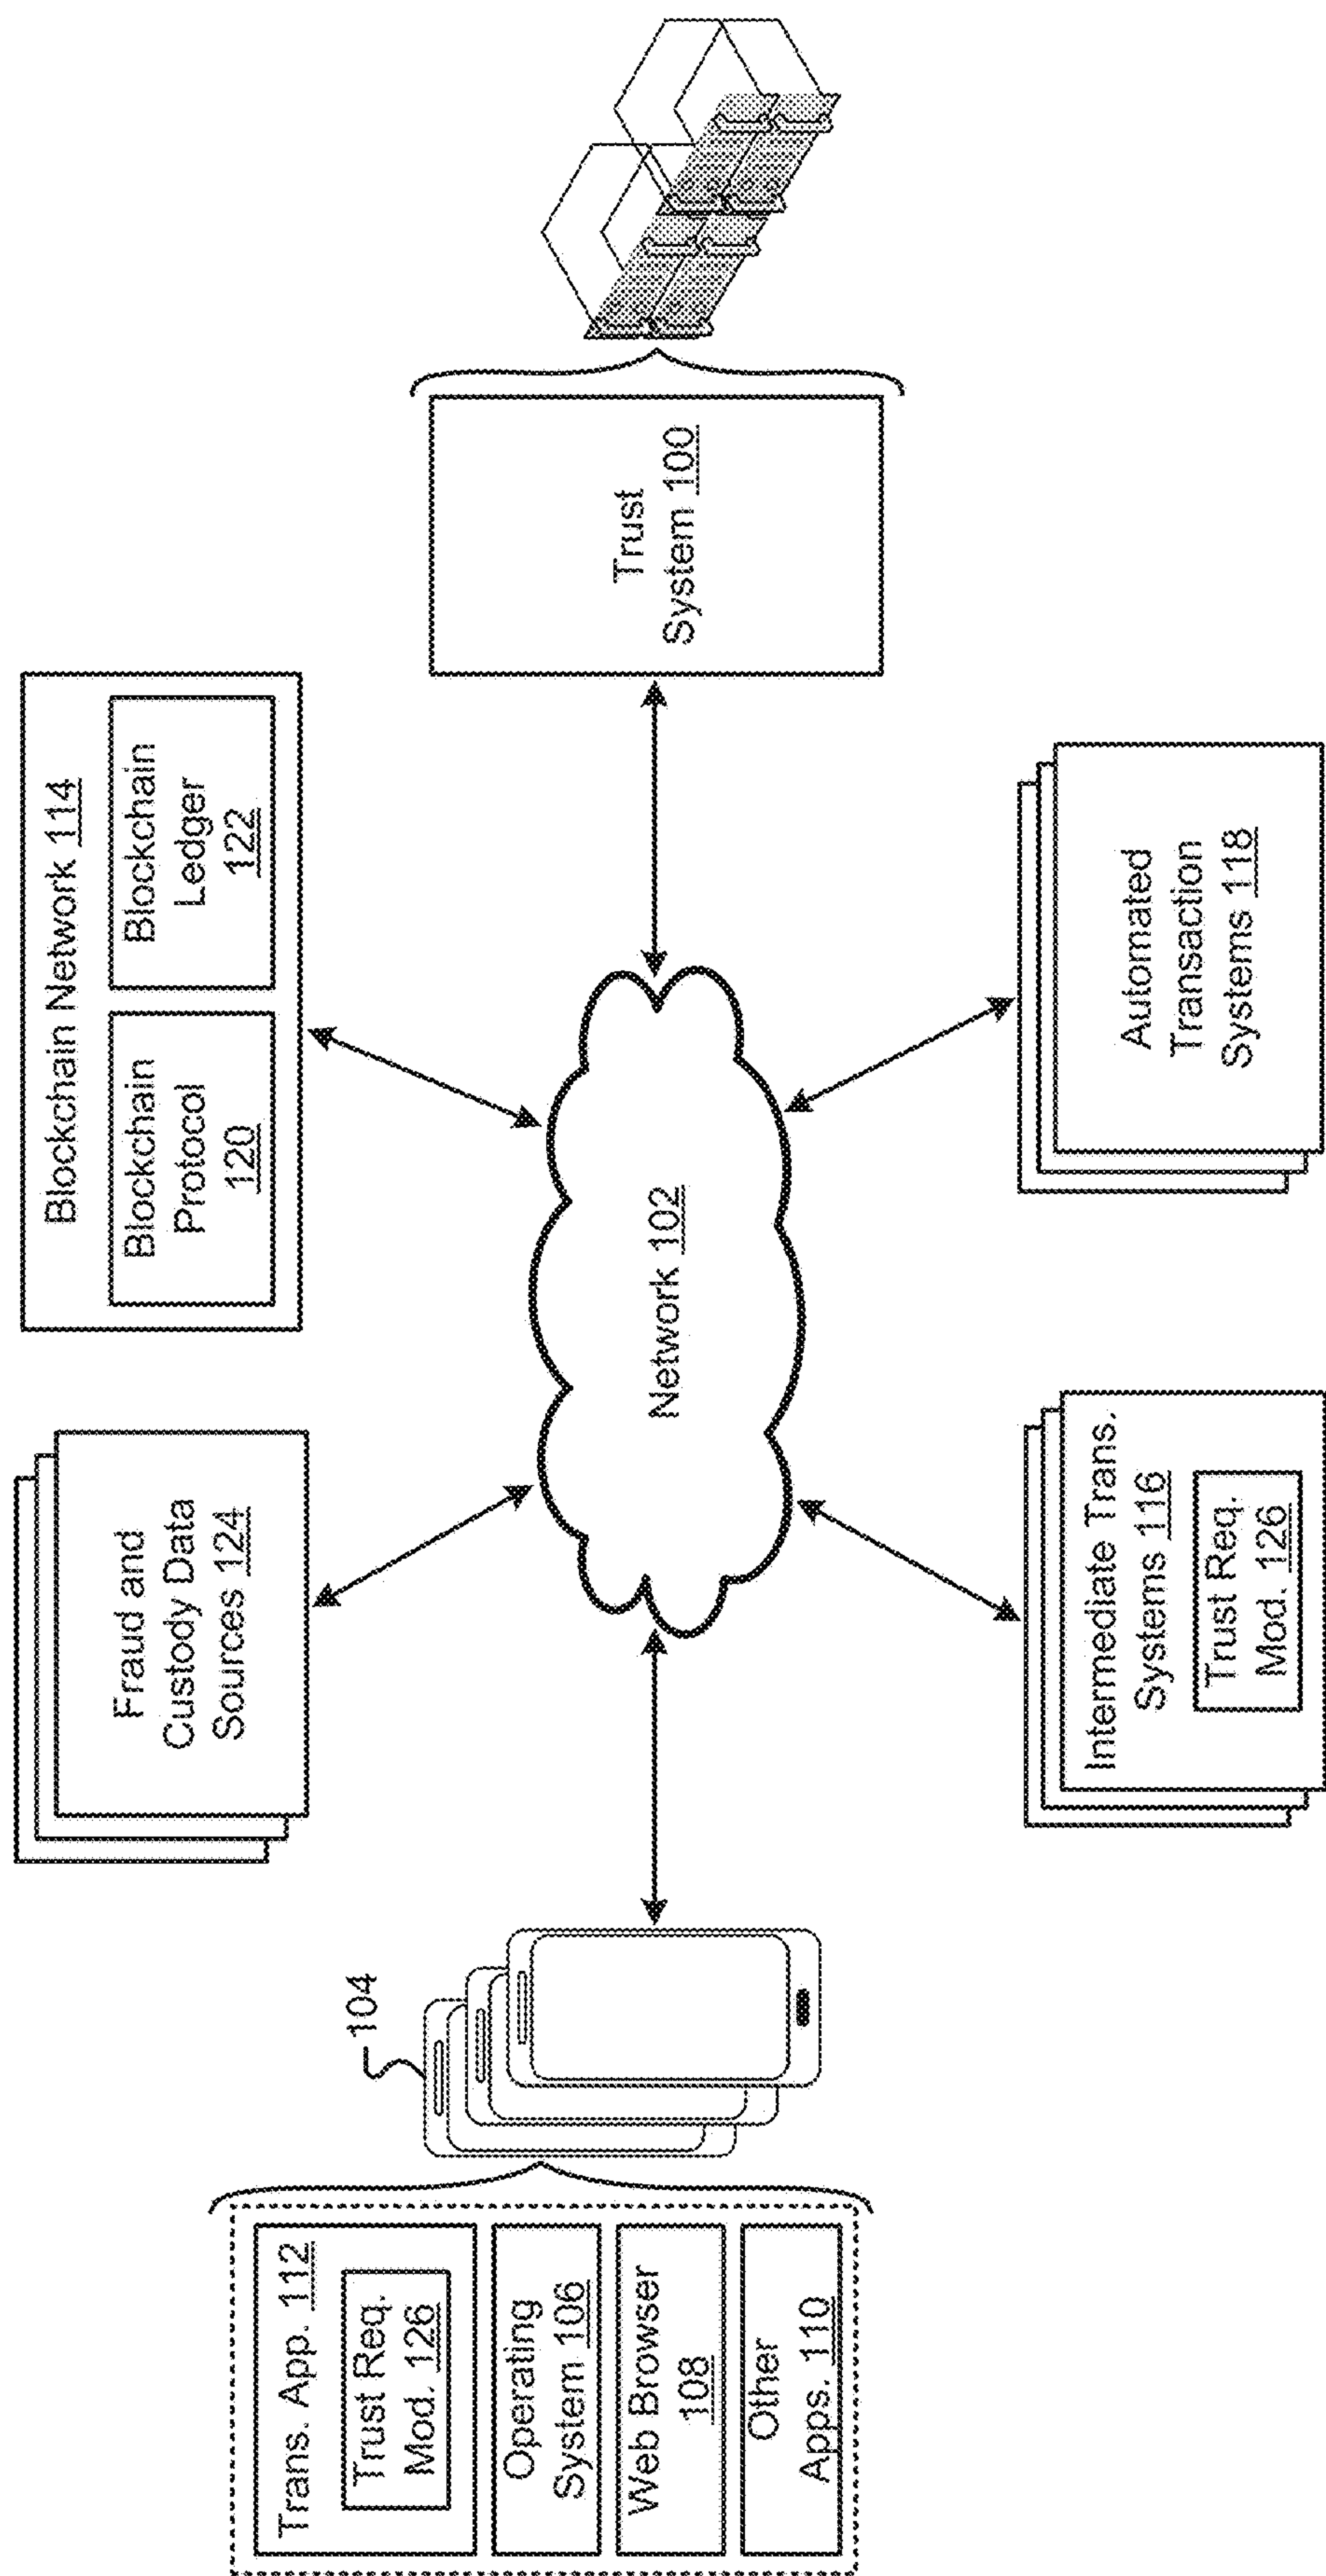 104
Trans. App. 112
Trust Req.
Mod. 126
Operating
System 106
Web Browser
108
Other
Apps. 110
Fraud and
Custody Data
Sources 124
Blockchain Network 114
Blockchain
Protocol
120
Blockchain
Ledger
122
Network 102
Trust
System 100
Intermediate Trans.
Systems 116
Trust Req.
Mod. 126
Automated
Transaction
Systems 118